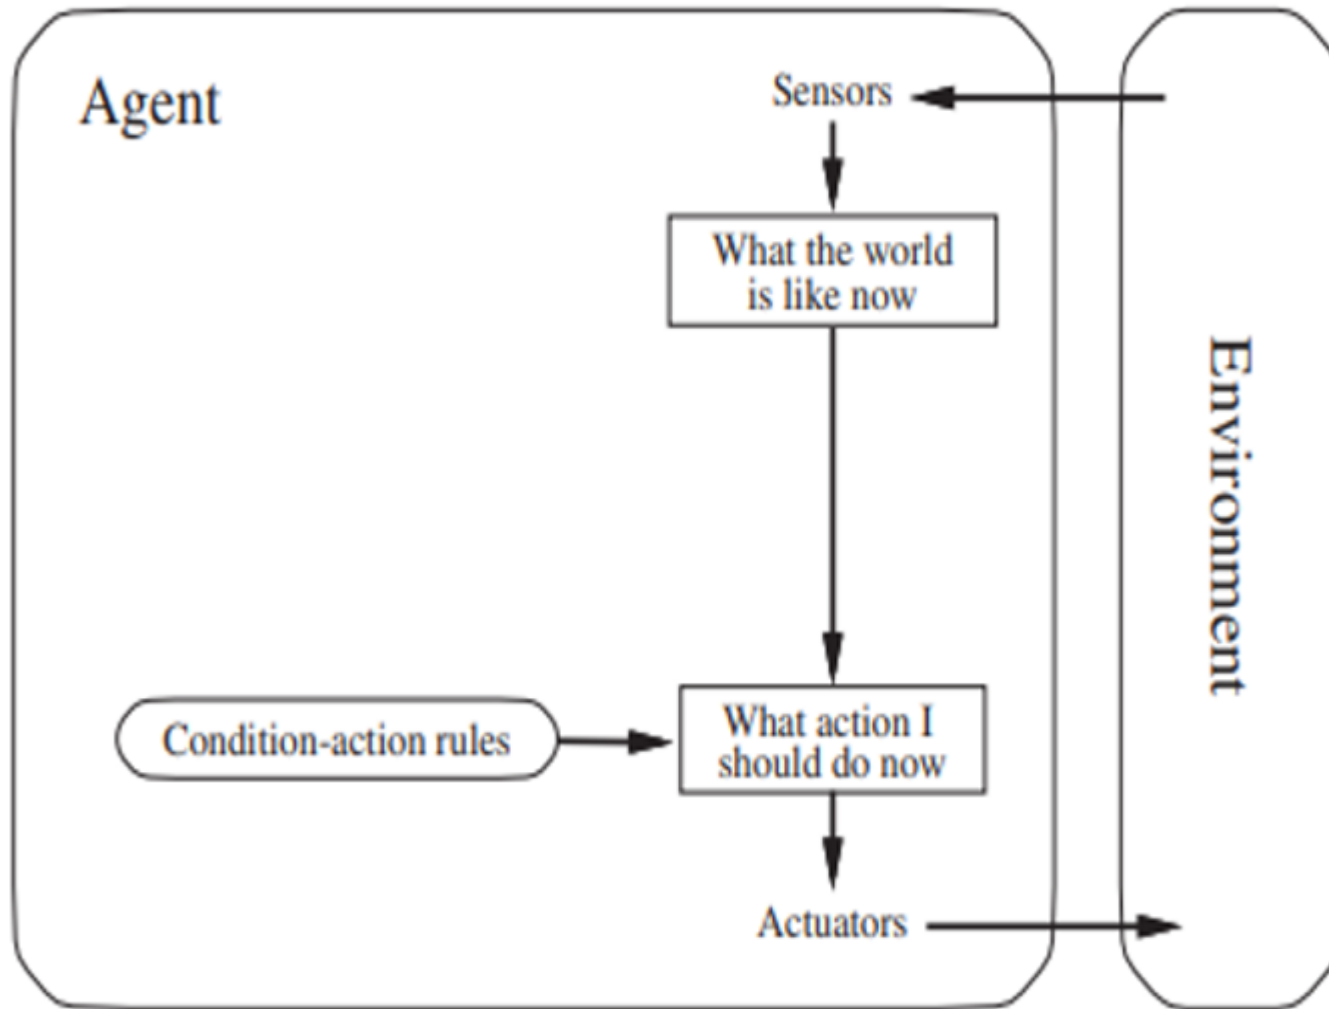 Agent
Sensors
What the world
is like now
Environment
Condition-action rules
What action I
should do now
Actuators